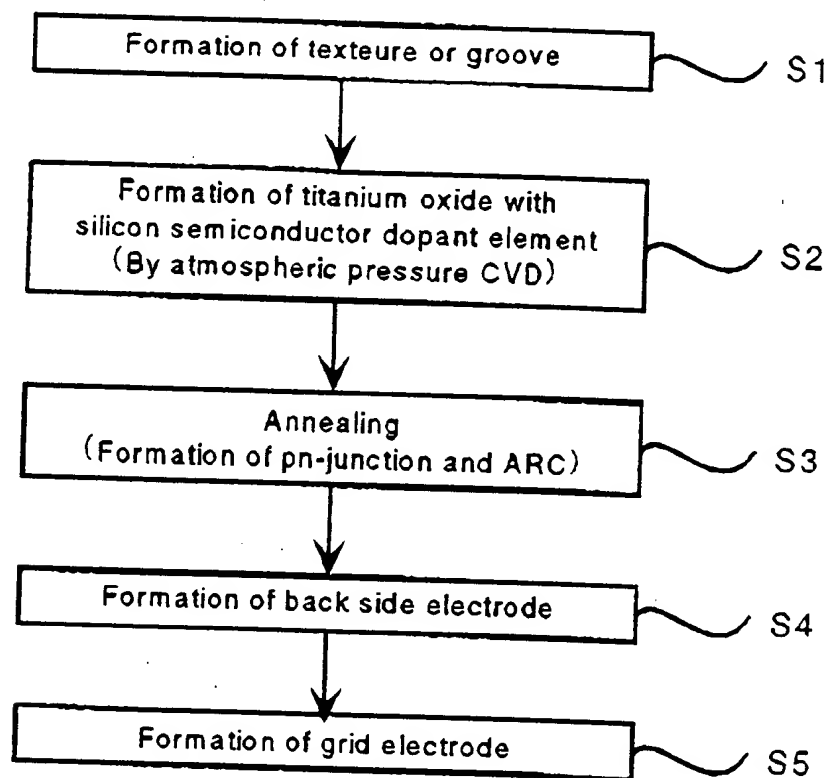 Formation of texteure or groove
S1
Formation of titanium oxide with
silicon semiconductor dopant element
(By atmospheric pressure CVD)
S2
Annealing
(Formation of pn-junction and ARC)
S3
Formation of back side electrode
S4
Formation of grid electrode
S5